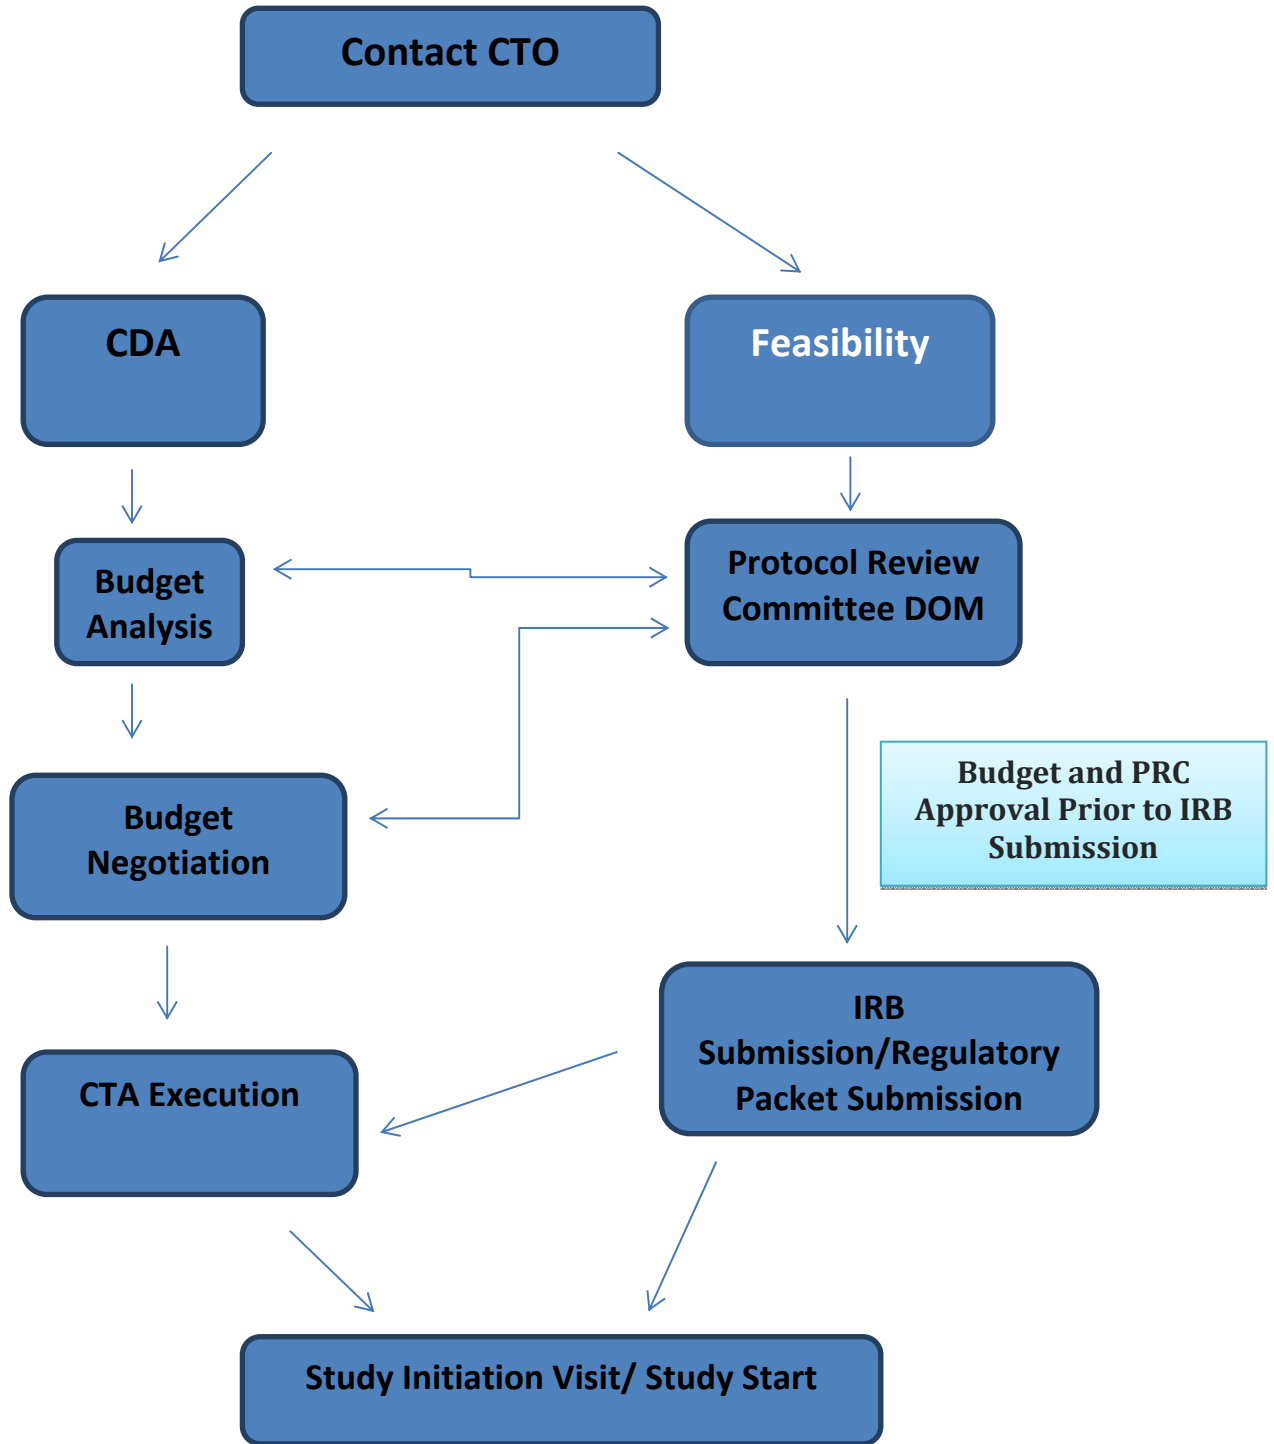 Contact CTO
CDA
Feasibility
Budget
Analysis
Protocol Review
Committee DOM
Budget and PRC
Approval Prior to IRB
Submission
Budget
Negotiation
IRB
Submission/Regulatory
Packet Submission
CTA Execution
Study Initiation Visit/ Study Start